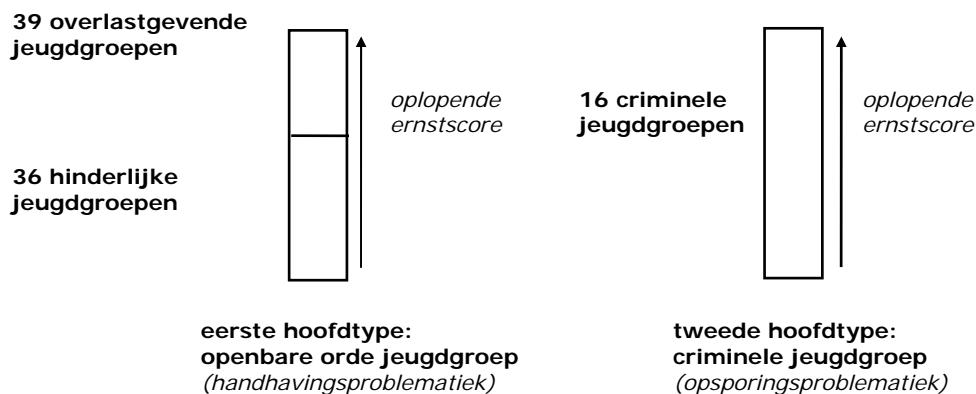 39 overlastgevende
jeugdgroepen
oplopende
ernstscore
36 hinderlijke
jeugdgroepen
eerste hoofdtype:
openbare orde jeugdgroep
(handhavingsproblematiek)
16 criminele
jeugdgroepen
oplopende
ernstscore
tweede hoofdtype:
criminele jeugdgroep
(opsporingsproblematiek)